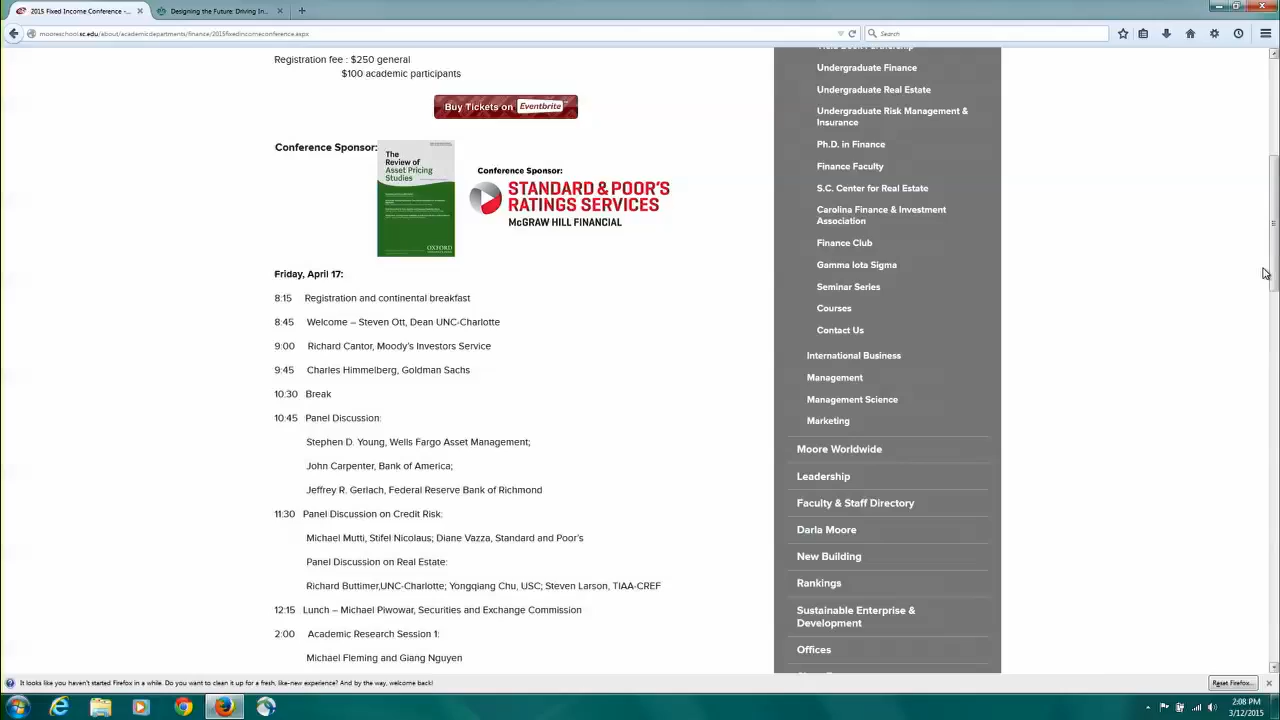 2015 Fixed Income Conference -...
Designing the Future: Driving In...
mooreschool.sc.edu/about/academicdepartments/finance/2015fixedincomeconference.aspx
Search
Registration fee : $250 general
$100 academic participants
Buy Tickets on Eventbrite
Conference Sponsor:
The
Review of
Asset Pricing
Studies
OXFORD
Conference Sponsor:
STANDARD & POOR'S
RATINGS SERVICES
McGRAW HILL FINANCIAL
Friday, April 17:
8:15 Registration and continental breakfast
8:45 Welcome – Steven Ott, Dean UNC-Charlotte
9:00 Richard Cantor, Moody's Investors Service
9:45 Charles Himmelberg, Goldman Sachs
10:30 Break
10:45 Panel Discussion:
Stephen D. Young, Wells Fargo Asset Management;
John Carpenter, Bank of America;
Jeffrey R. Gerlach, Federal Reserve Bank of Richmond
11:30 Panel Discussion on Credit Risk:
Michael Mutti, Stifel Nicolaus; Diane Vazza, Standard and Poor's
Panel Discussion on Real Estate:
Richard Buttimer,UNC-Charlotte; Yongqiang Chu, USC; Steven Larson, TIAA-CREF
12:15 Lunch – Michael Piwowar, Securities and Exchange Commission
2:00 Academic Research Session 1:
Michael Fleming and Giang Nguyen
Undergraduate Finance
Undergraduate Real Estate
Undergraduate Risk Management &
Insurance
Ph.D. in Finance
Finance Faculty
S.C. Center for Real Estate
Carolina Finance & Investment
Association
Finance Club
Gamma Iota Sigma
Seminar Series
Courses
Contact Us
International Business
Management
Management Science
Marketing
Moore Worldwide
Leadership
Faculty & Staff Directory
Darla Moore
New Building
Rankings
Sustainable Enterprise &
Development
Offices
It looks like you haven't started Firefox in a while. Do you want to clean it up for a fresh, like-new experience? And by the way, welcome back!
Reset Firefox...
2:08 PM
3/12/2015